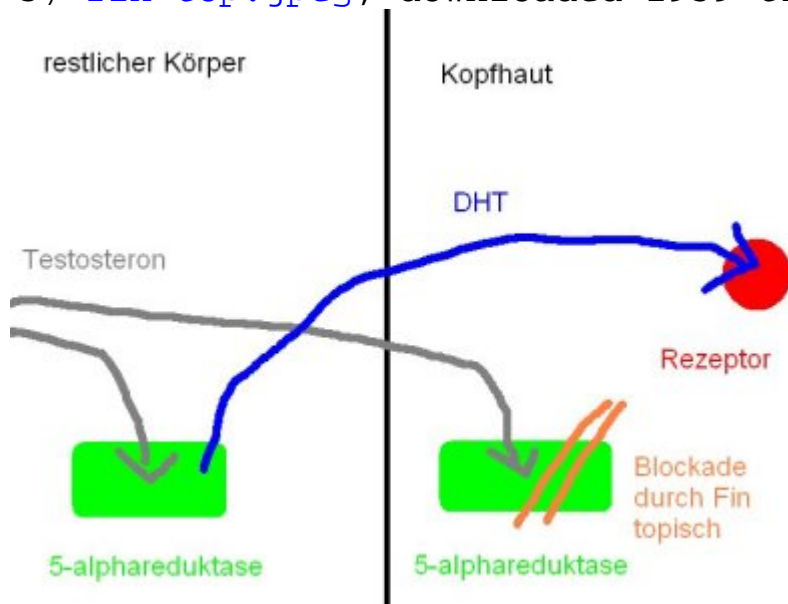 restlicher Körper
Kopfhaut
DHT
Testosteron
Rezeptor
Blockade
durch Fin
topisch
5-alphareduktase
5-alphareduktase